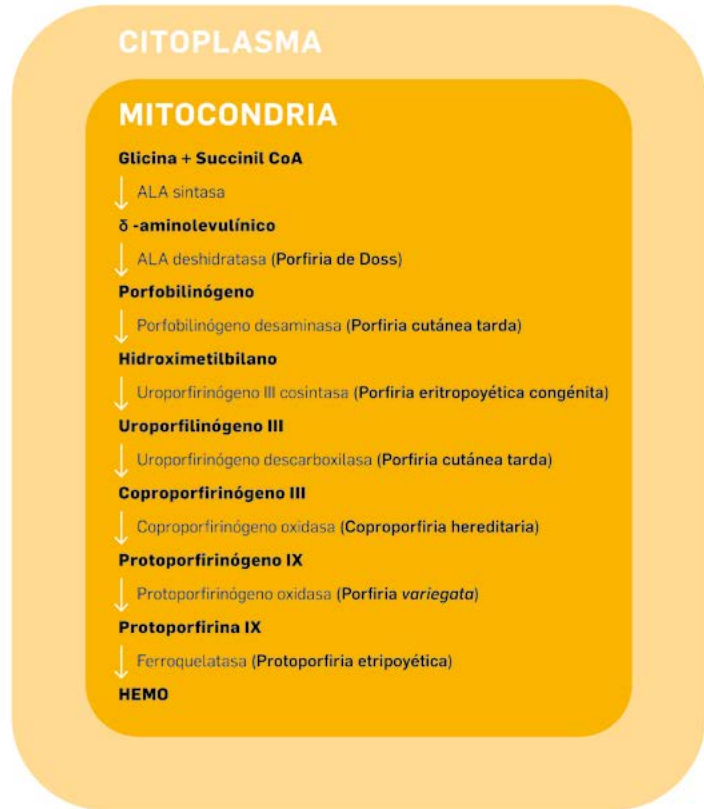 CITOPLASMA
MITOCONDRIA
Glicina + Succinil CoA
ALA sintasa
δ -aminolevulínico
ALA deshidratasa (Porfiria de Doss)
Porfobilinógeno
Porfobilinógeno desaminasa (Porfiria cutánea tarda)
Hidroximetilbilano
Uroporfirinógeno III cosintasa (Porfiria eritropoyética congénita)
Uroporfilinógeno III
Uroporfirinógeno descarboxilasa (Porfiria cutánea tarda)
Coproporfirinógeno III
Coproporfirinógeno oxidasa (Coproporfiria hereditaria)
Protoporfirinógeno IX
Protoporfirinógeno oxidasa (Porfiria variegata)
Protoporfirina IX
Ferroquelatasa (Protoporfiria etripoyética)
HEMO